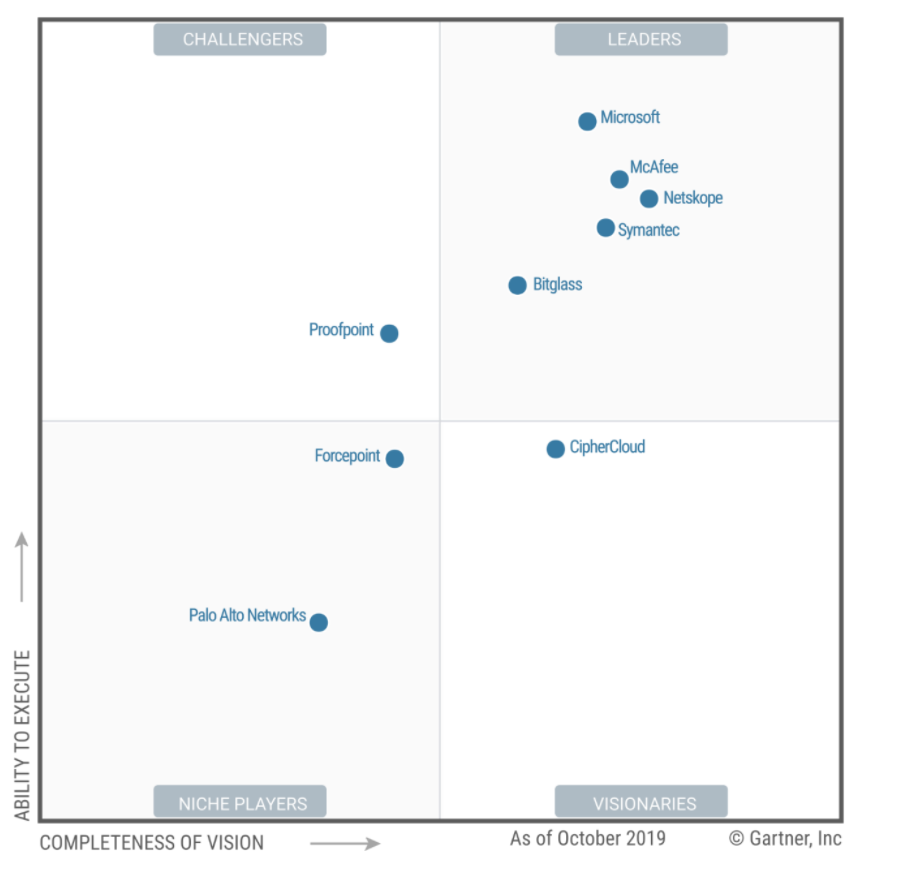 CHALLENGERS
LEADERS
Microsoft
McAfee
Netskope
Symantec
Bitglass
Proofpoint
CipherCloud
Forcepoint
Palo Alto Networks
ABILITY TO EXECUTE
NICHE PLAYERS
VISIONARIES
COMPLETENESS OF VISION
As of October 2019
© Gartner, Inc